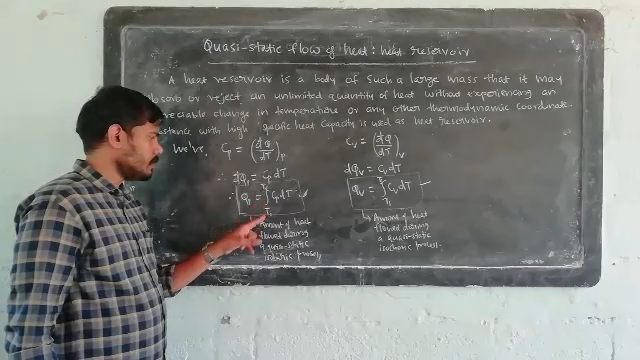 Quasi-static flow of heat: heat reservoir
A heat reservoir is a body of such a large mass that it may
absorb or reject an unlimited quantity of heat without experiencing an
appreciable change in temperature or any other thermodynamic coordinate.
Substance with high specific heat capacity is used as heat reservoir.
We've, Cp = (đQ/dT)p
Cv = (đQ/dT)v
∴ đQp = Cp dT
đQv = Cv dT
∴ Qp = ∫ Cp dT
Qv = ∫ Cv dT
Amount of heat
flowed during
a quasi-static
isobaric process,
Amount of heat
flowed during
a quasi-static
isochoric process.